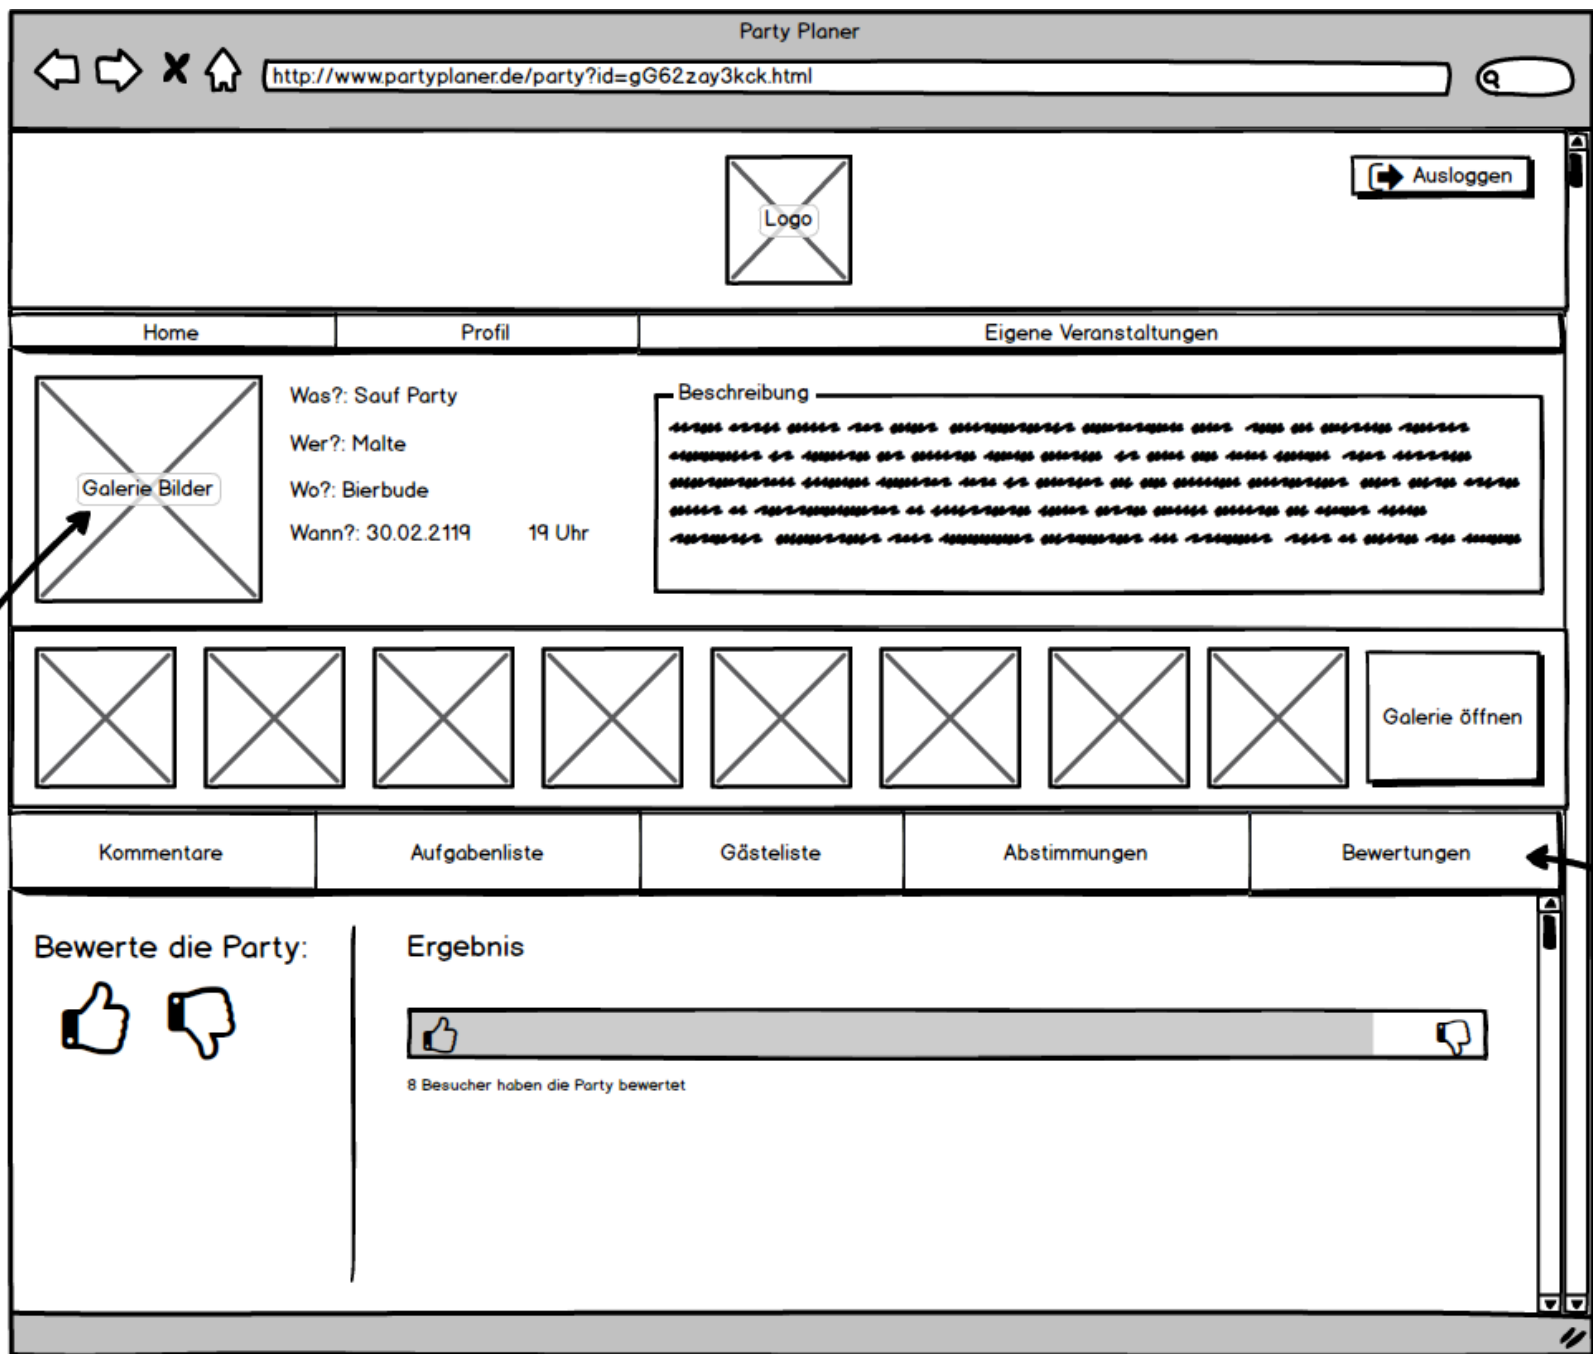 Party Planer
http://www.partyplaner.de/party?id=gG62zay3kck.html
Logo
Ausloggen
Home
Profil
Eigene Veranstaltungen
Galerie Bilder
Was?: Sauf Party
Wer?: Malte
Wo?: Bierbude
Wann?: 30.02.2119 19 Uhr
Beschreibung
Galerie öffnen
Kommentare
Aufgabenliste
Gästeliste
Abstimmungen
Bewertungen
Bewerte die Party:
Ergebnis
8 Besucher haben die Party bewertet